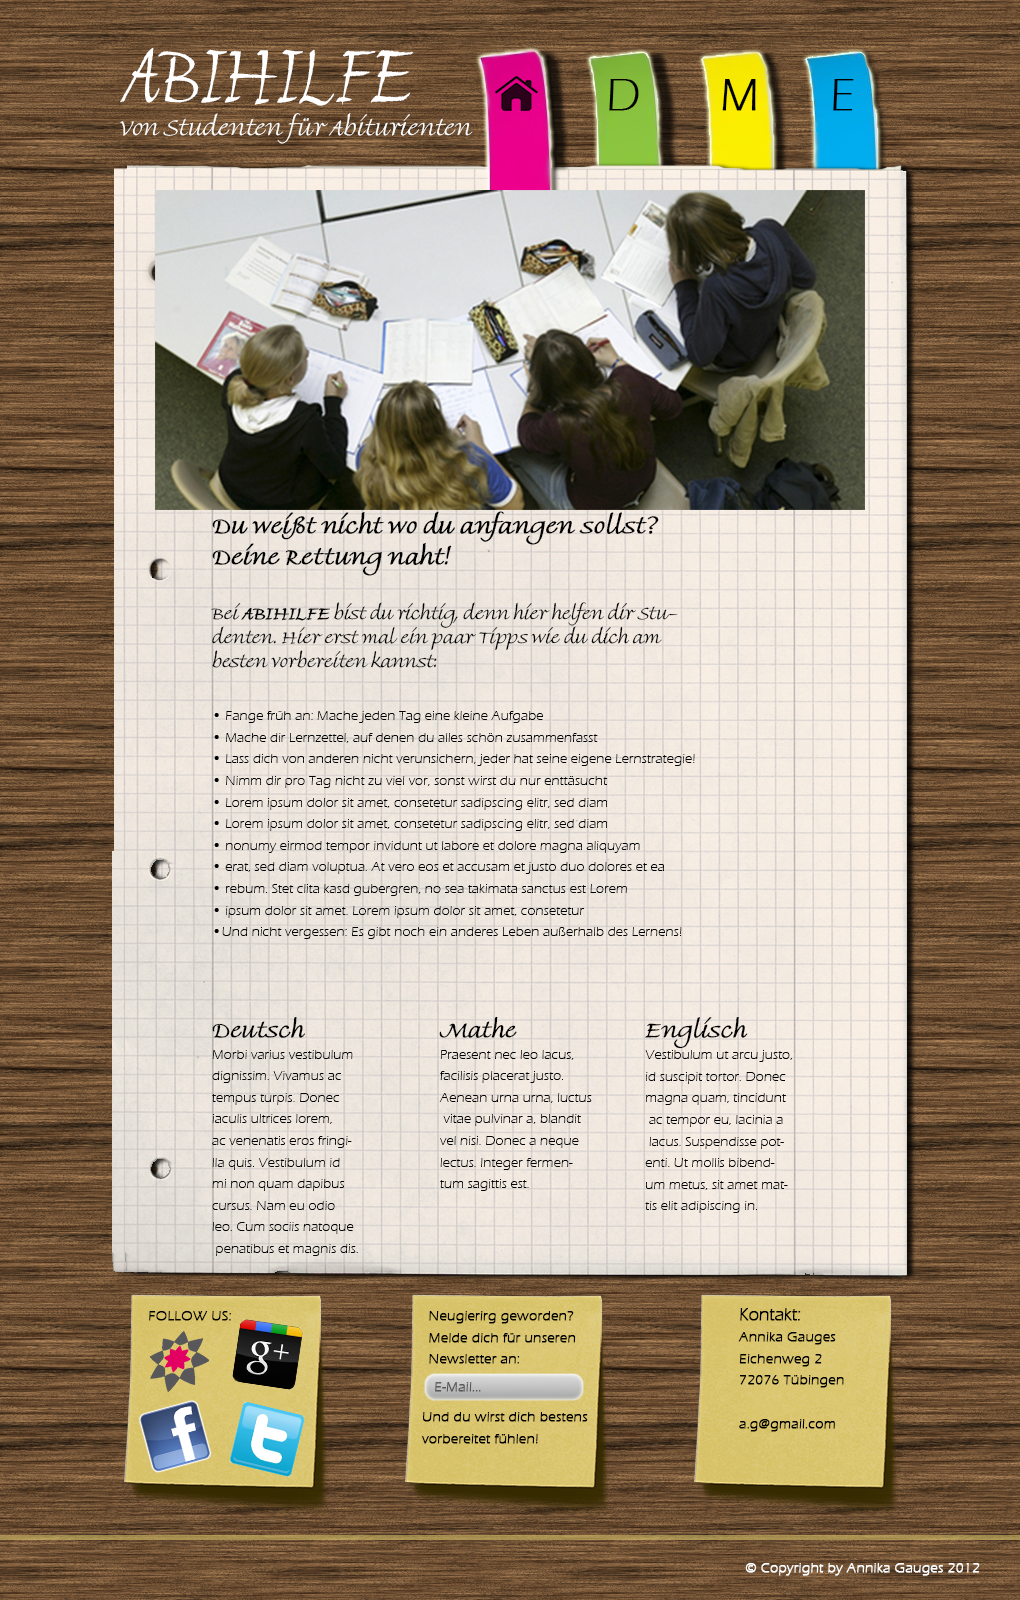 ABIHILFE
Von Studenten für Abiturienten
D M E
Du weißt nicht wo du anfangen sollst?
Deine Rettung naht!
Bei ABIHILFE bist du richtig, denn hier helfen dir Stu-
denten. Hier erst mal ein paar Tipps wie du dich am
besten vorbereiten kannst:
• Fange früh an: Mache jeden Tag eine kleine Aufgabe
• Mache dir Lernzettel, auf denen du alles schön zusammenfasst
• Lass dich von anderen nicht verunsichern, jeder hat seine eigene Lernstrategie!
• Nimm dir pro Tag nicht zu viel vor, sonst wirst du nur enttäsucht
• Lorem ipsum dolor sit amet, consetetur sadipscing elitr, sed diam
• Lorem ipsum dolor sit amet, consetetur sadipscing elitr, sed diam
• nonumy eirmod tempor invidunt ut labore et dolore magna aliquyam
• erat, sed diam voluptua. At vero eos et accusam et justo duo dolores et ea
• rebum. Stet clita kasd gubergren, no sea takimata sanctus est Lorem
• ipsum dolor sit amet. Lorem ipsum dolor sit amet, consetetur
• Und nicht vergessen: Es gibt noch ein anderes Leben außerhalb des Lernens!
Deutsch
Morbi varius vestibulum
dignissim. Vivamus ac
tempus turpis. Donec
iaculis ultrices lorem,
ac venenatis eros fringi-
lla quis. Vestibulum id
mi non quam dapibus
cursus. Nam eu odio
leo. Cum sociis natoque
penatibus et magnis dis.
Mathe
Praesent nec leo lacus,
facilisis placerat justo.
Aenean urna urna, luctus
vitae pulvinar a, blandit
vel nisi. Donec a neque
lectus. Integer fermen-
tum sagittis est.
Englisch
Vestibulum ut arcu justo,
id suscipit tortor. Donec
magna quam, tincidunt
ac tempor eu, lacinia a
lacus. Suspendisse pot-
enti. Ut mollis bibend-
um metus, sit amet mat-
tis elit adipiscing in.
FOLLOW US:
g+
f
t
Neugierirg geworden?
Melde dich für unseren
Newsletter an:
E-Mail...
Und du wirst dich bestens
vorbereitet fühlen!
Kontakt:
Annika Gauges
Eichenweg 2
72076 Tübingen
a.g@gmail.com
© Copyright by Annika Gauges 2012